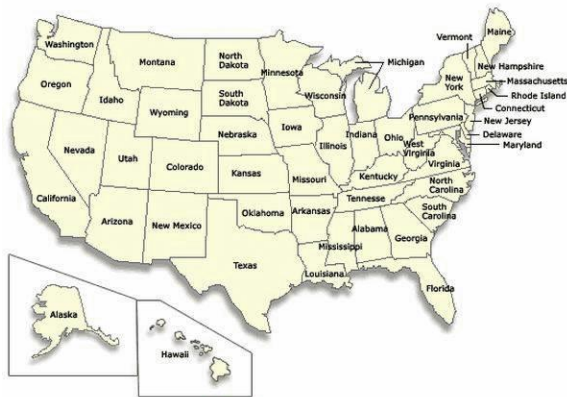 Washington
Montana
North
Dakota
Minnesota
Michigan
Vermont
Maine
New Hampshire
Massachusetts
Rhode Island
Connecticut
New Jersey
Delaware
Maryland
Oregon
Idaho
Wyoming
South
Dakota
Wisconsin
New
York
Nebraska
Iowa
Illinois
Indiana
Ohio
Pennsylvania
West
Virginia
Virginia
Nevada
Utah
Colorado
Kansas
Missouri
Kentucky
North
Carolina
California
Arizona
New Mexico
Oklahoma
Arkansas
Tennesse
South
Carolina
Texas
Louisiana
Mississippi
Alabama
Georgia
Florida
Alaska
Hawaii